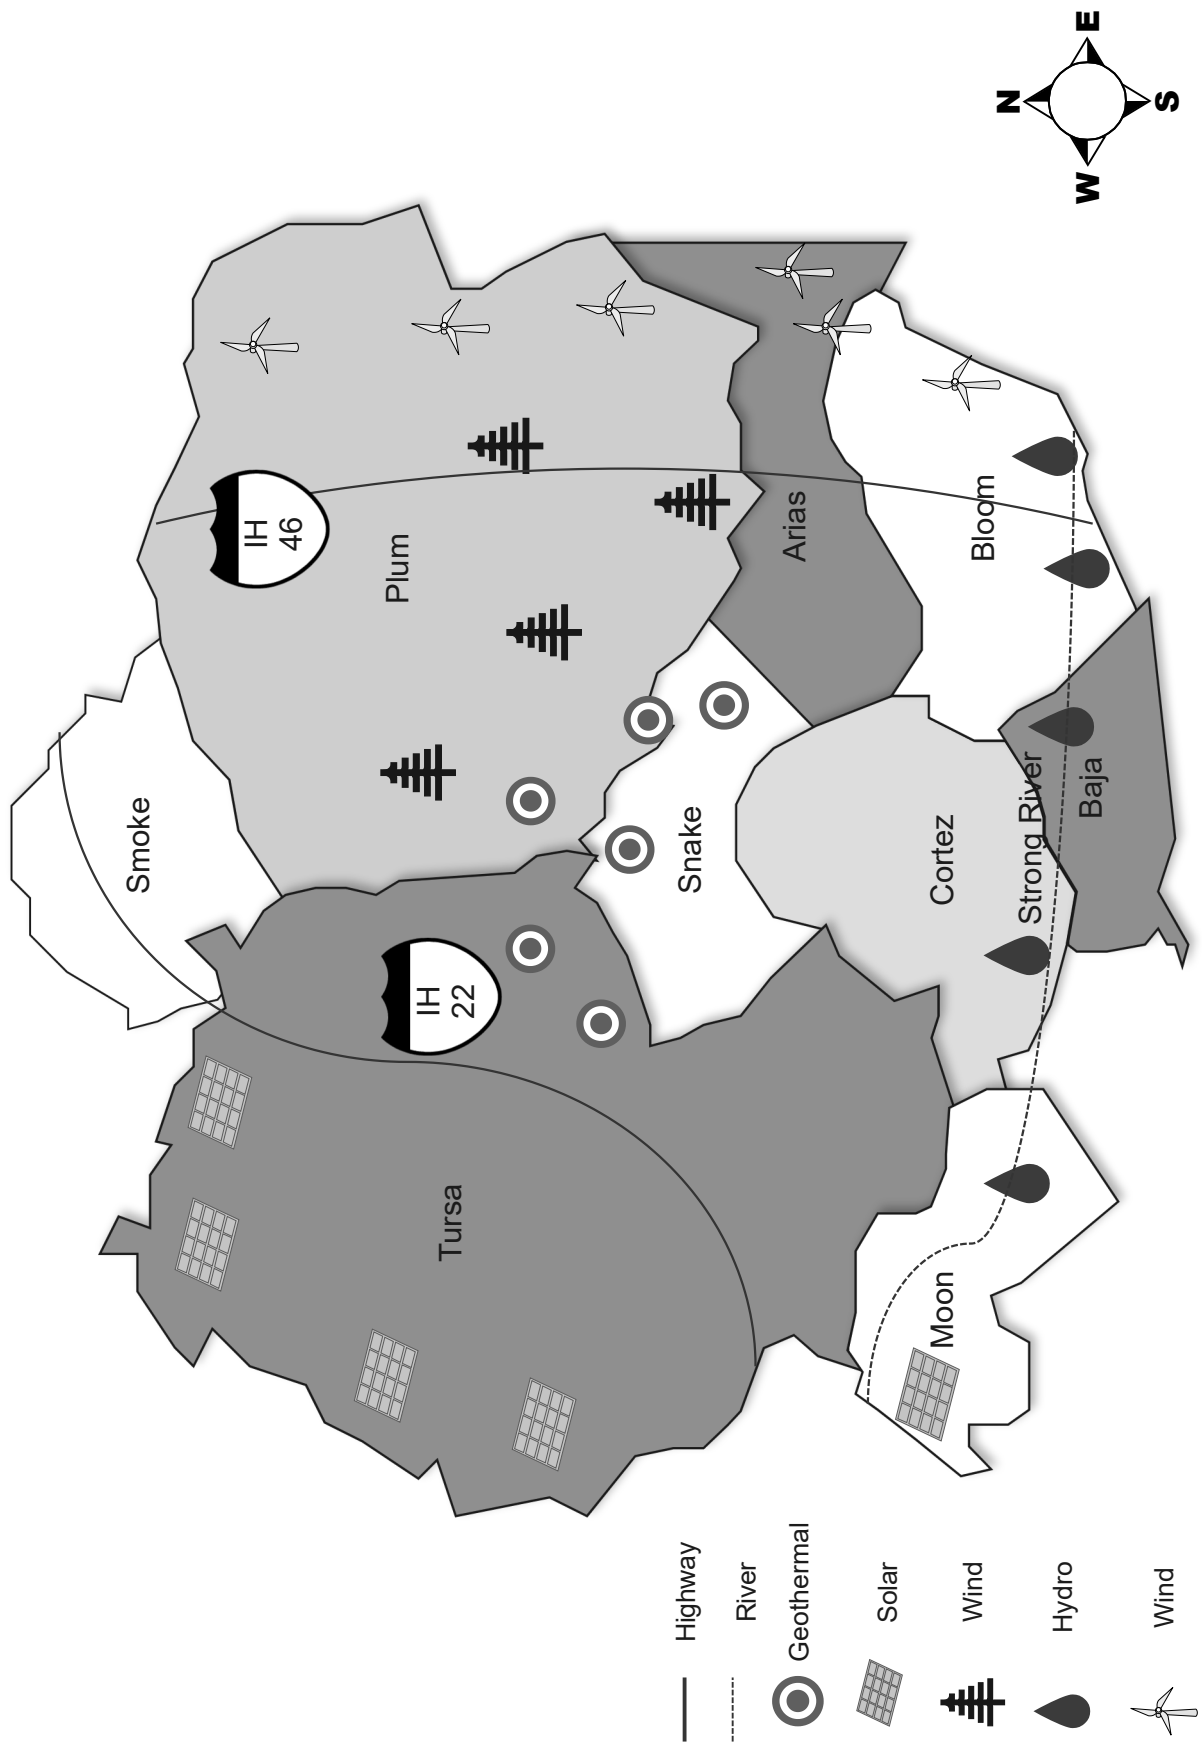 N
E
S
W
Smoke
IH
46
Plum
IH
22
Tursa
Snake
Arias
Bloom
Cortez
Strong River
Baja
Moon
Highway
River
Geothermal
Solar
Wind
Hydro
Wind